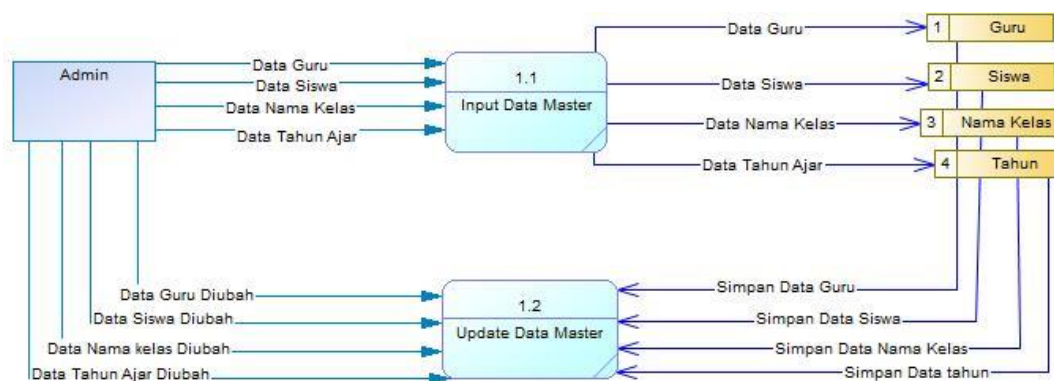 Admin
Data Guru
Data Siswa
Data Nama Kelas
Data Tahun Ajar
1.1
Input Data Master
Data Guru
Data Siswa
Data Nama Kelas
Data Tahun Ajar
1 Guru
2 Siswa
3 Nama Kelas
4 Tahun
Data Guru Diubah
Data Siswa Diubah
Data Nama kelas Diubah
Data Tahun Ajar Diubah
1.2
Update Data Master
Simpan Data Guru
Simpan Data Siswa
Simpan Data Nama Kelas
Simpan Data tahun